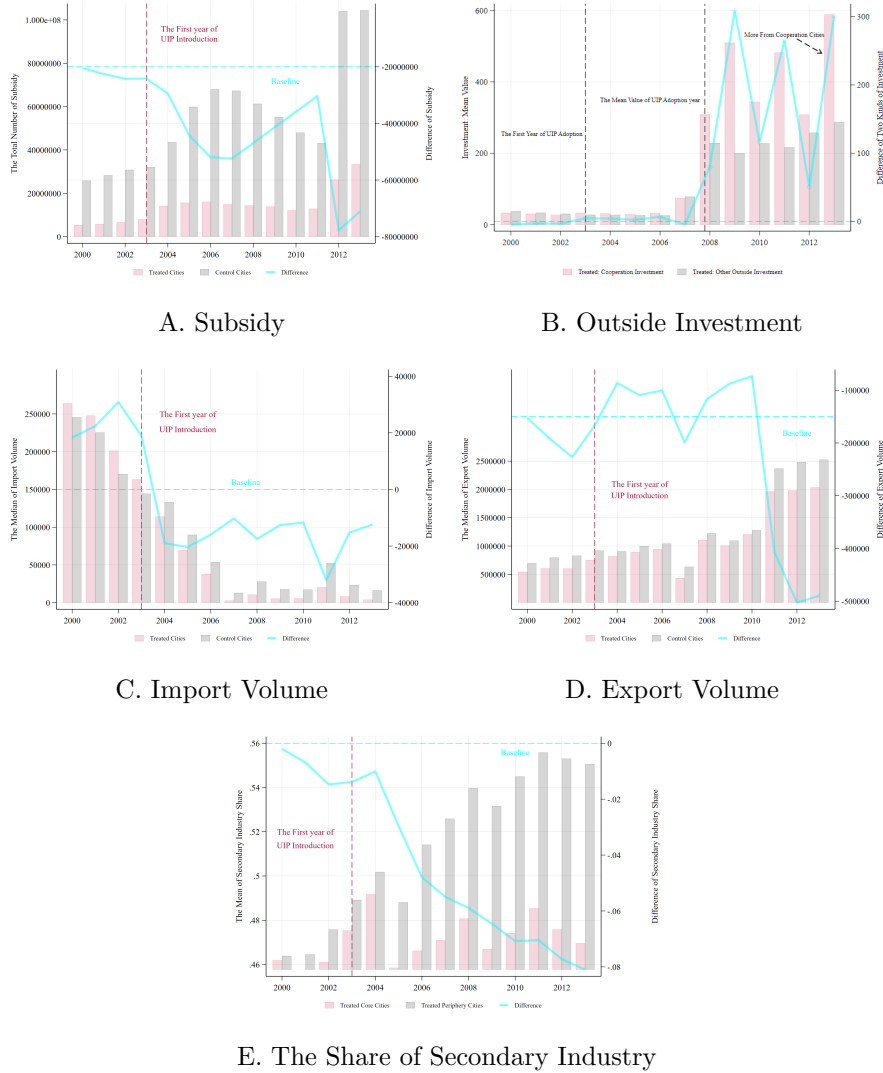 The Total Number of Subsidy
1.000e+08
80000000
60000000
40000000
20000000
0
The First year of
UIP Introduction
Baseline
-20000000
-40000000
-60000000
-80000000
Difference of Subsidy
2000 2002 2004 2006 2008 2010 2012
Treated Cities Control Cities Difference
A. Subsidy
Investment: Mean Value
600
400
200
0
The First Year of UIP Adoption
The Mean Value of UIP Adoption year
More From Cooperation Cities
300
200
100
0
Difference of Two Kinds of Investment
2000 2002 2004 2006 2008 2010 2012
Treated: Cooperation Investment Treated: Other Outside Investment
B. Outside Investment
The Median of Import Volume
250000
200000
150000
100000
50000
0
The First year of
UIP Introduction
Baseline
40000
20000
0
-20000
-40000
Difference of Import Volume
2000 2002 2004 2006 2008 2010 2012
Treated Cities Control Cities Difference
C. Import Volume
The Median of Export Volume
2500000
2000000
1500000
1000000
500000
The First year of
UIP Introduction
Baseline
-100000
-200000
-300000
-400000
-500000
Difference of Export Volume
2000 2002 2004 2006 2008 2010 2012
Treated Cities Control Cities Difference
D. Export Volume
The Mean of Secondary Industry Share
.56
.54
.52
.5
.48
.46
The First year of
UIP Introduction
Baseline
0
-.02
-.04
-.06
-.08
Difference of Secondary Industry Share
2000 2002 2004 2006 2008 2010 2012
Treated Core Cities Treated Periphery Cities Difference
E. The Share of Secondary Industry